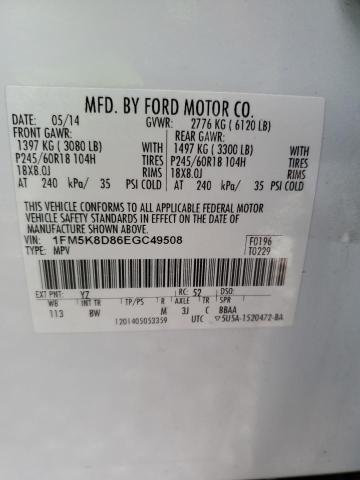 MFD. BY FORD MOTOR CO.
DATE: 05/14 GVWR: 2776 KG ( 6120 LB)
FRONT GAWR: REAR GAWR:
1397 KG ( 3080 LB) 1497 KG ( 3300 LB)
P245/60R18 104H TIRES P245/60R18 104H TIRES
18X8.0J RIMS 18X8.0J RIMS
AT 240 kPa/ 35 PSI COLD AT 240 kPa/ 35 PSI COLD
THIS VEHICLE CONFORMS TO ALL APPLICABLE FEDERAL MOTOR
VEHICLE SAFETY AND THEFT PREVENTION STANDARDS IN EFFECT ON THE DATE OF
MANUFACTURE SHOWN ABOVE.
VIN: 1FM5K8D86EGC49508 F0196
TYPE: MPV T0229
EXT PNT: YZ RC: 52 DSO:
WB INT TR TP/PS R AXLE TR SPR
113 BW M 3J C BBAA
1201405053359 UTC ▽5U5A-1520472-BA